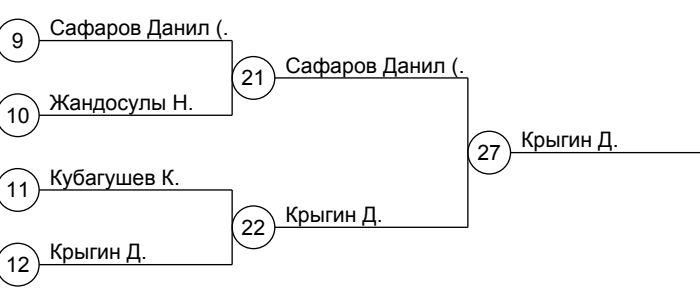 9 Сафаров Данил (.
21 Сафаров Данил (.
10 Жандосулы Н.
27 Крыгин Д.
11 Кубагушев К.
22 Крыгин Д.
12 Крыгин Д.